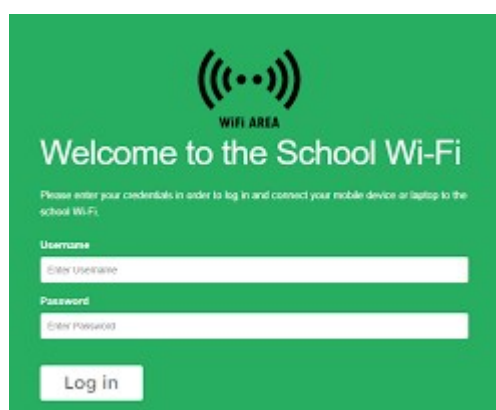 WiFi AREA
Welcome to the School Wi-Fi
Please enter your credentials in order to log in and connect your mobile device or laptop to the
school Wi-Fi.
Username
Enter Username
Password
Enter Password
Log in